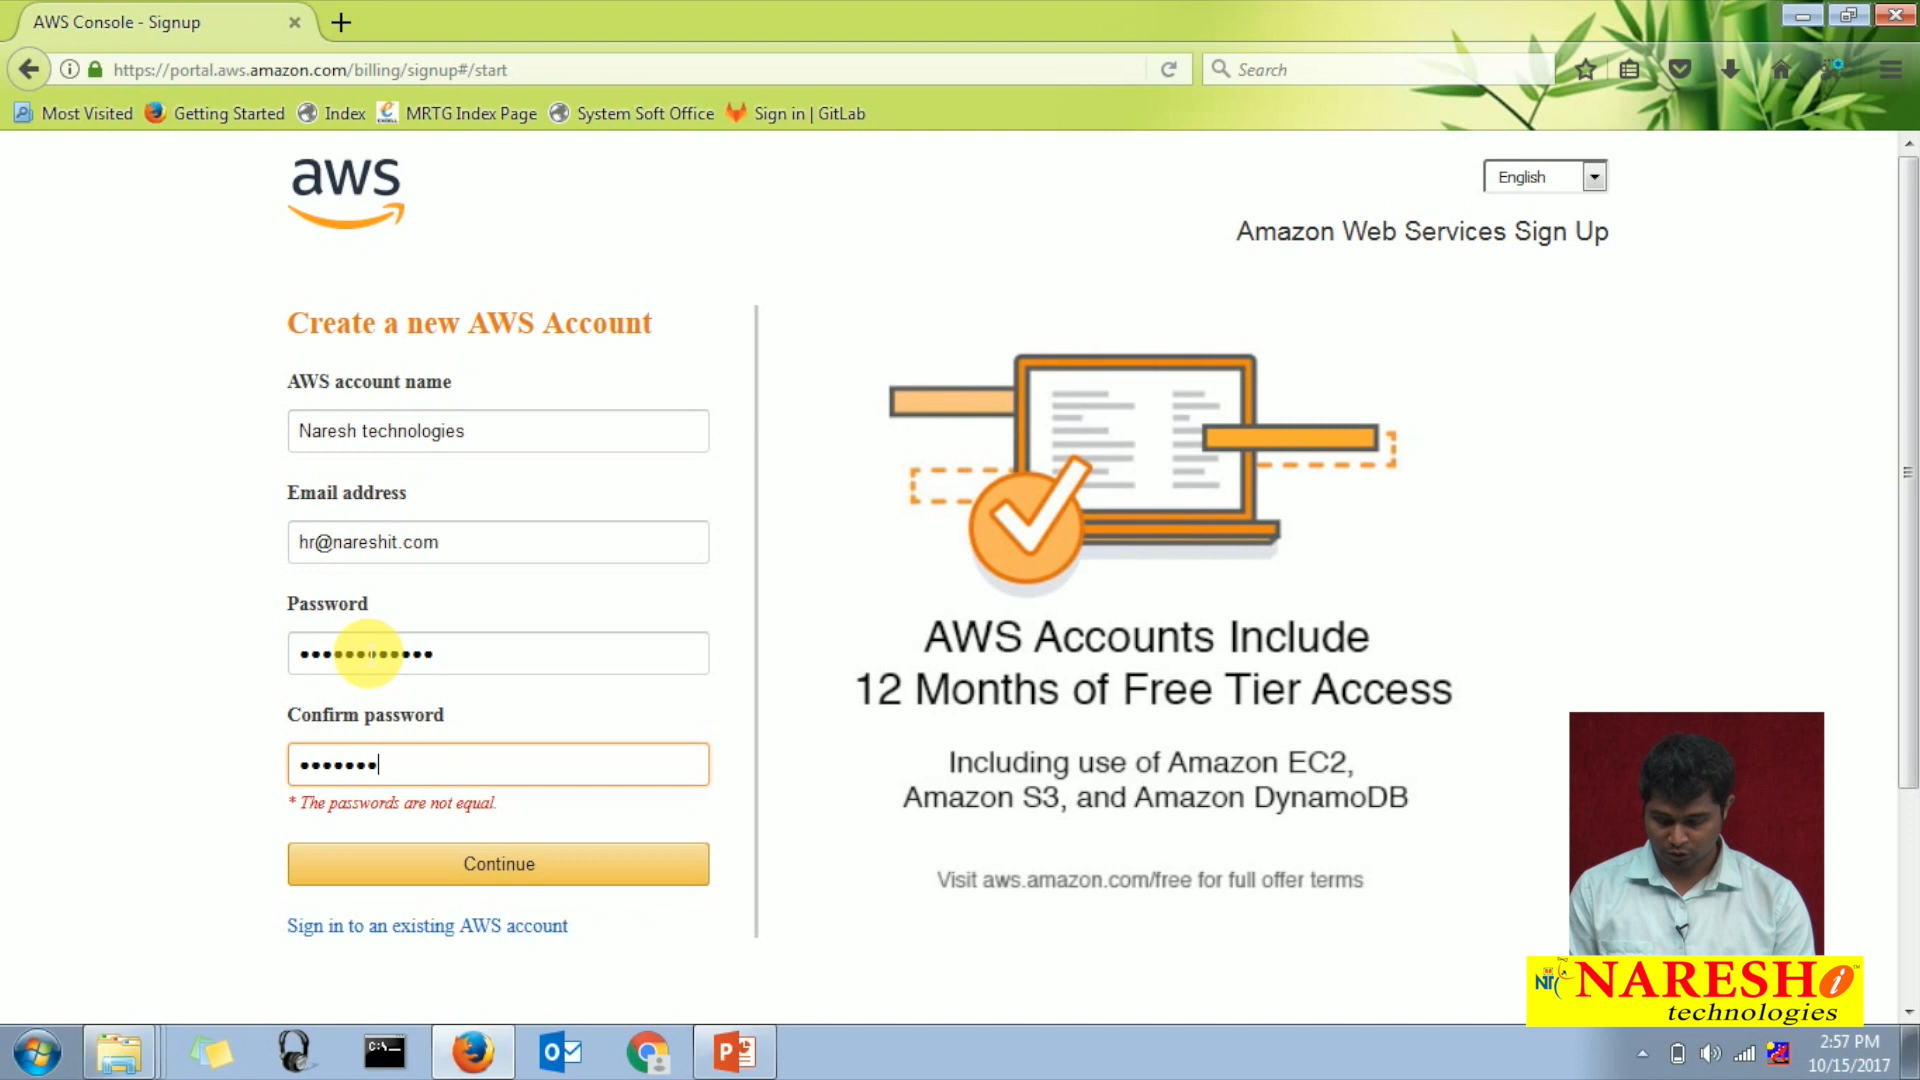 AWS Console - Signup
https://portal.aws.amazon.com/billing/signup#/start
Search
Most Visited
Getting Started
Index
MRTG Index Page
System Soft Office
Sign in | GitLab
aws
English
Amazon Web Services Sign Up
Create a new AWS Account
AWS account name
Naresh technologies
Email address
hr@nareshit.com
Password
Confirm password
* The passwords are not equal.
Continue
Sign in to an existing AWS account
AWS Accounts Include
12 Months of Free Tier Access
Including use of Amazon EC2,
Amazon S3, and Amazon DynamoDB
Visit aws.amazon.com/free for full offer terms
NARESH i
technologies
2:57 PM
10/15/2017